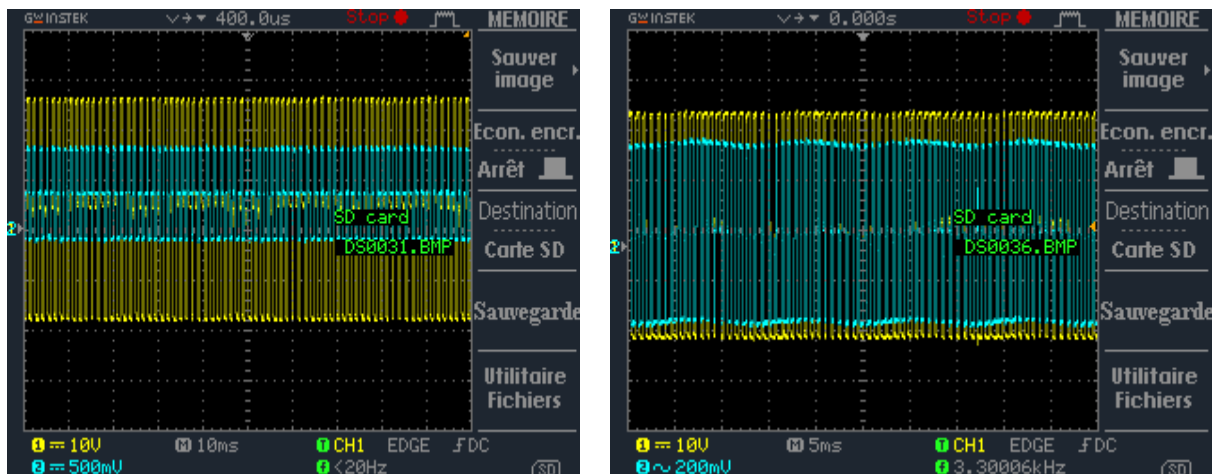 GW INSTEK 400.0us Stop MEMOIRE
Sauver
image
Econ. encr.
Arrêt
SD card
Destination
DS0031.BMP
Carte SD
Sauvegarde
Utilitaire
Fichiers
1 10V M 10ms T CH1 EDGE DC
2 500mV f <20Hz SD
GW INSTEK 0.000s Stop MEMOIRE
Sauver
image
Econ. encr.
Arrêt
SD card
Destination
DS0036.BMP
Carte SD
Sauvegarde
Utilitaire
Fichiers
1 10V M 5ms T CH1 EDGE DC
2 200mV f 3.30006kHz SD